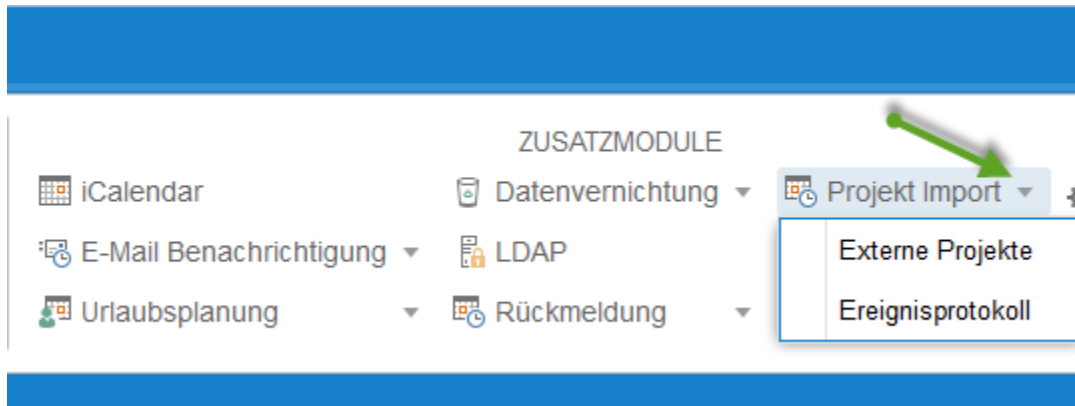 ZUSATZMODULE
iCalendar
Datenvernichtung
Projekt Import
E-Mail Benachrichtigung
LDAP
Externe Projekte
Urlaubsplanung
Rückmeldung
Ereignisprotokoll